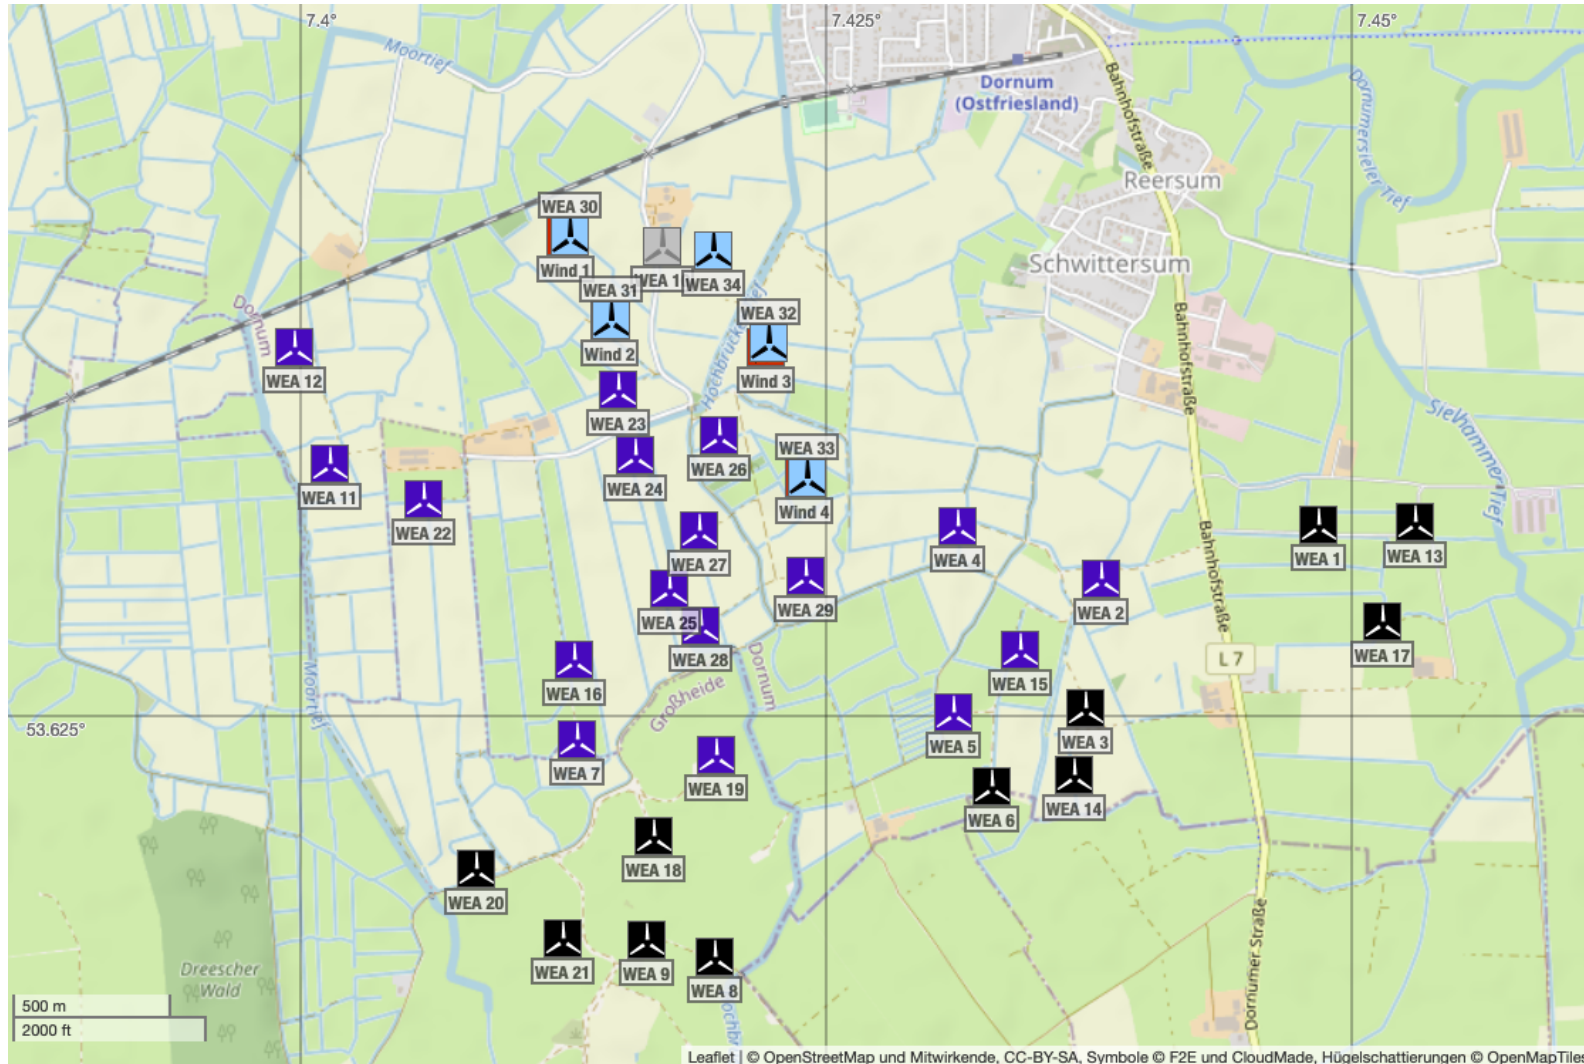 7.4°
7.425°
7.45°
Moortief
Dornum
(Ostfriesland)
Bahnhofstraße
Dornumersieler Tief
Reersum
WEA 30
Wind 1
WEA 34
WEA 31
Wind 2
Schwittersum
WEA 32
Wind 3
Dornum
WEA 12
Bahnhofstraße
WEA 23
WEA 26
WEA 33
Wind 4
Sielhammer Tief
WEA 11
WEA 24
WEA 22
WEA 27
WEA 4
WEA 1
WEA 13
Bahnhofstraße
WEA 25
WEA 29
WEA 2
WEA 28
WEA 17
L 7
Moortief
WEA 16
Großheide
Dornum
WEA 15
53.625°
WEA 7
WEA 5
WEA 3
WEA 19
WEA 6
WEA 14
WEA 18
WEA 20
Dornumer Straße
WEA 21
WEA 9
WEA 8
Dreescher
Wald
500 m
2000 ft
Leaflet | © OpenStreetMap und Mitwirkende, CC-BY-SA, Symbole © F2E und CloudMade, Hügelschattierungen © OpenMapTiles